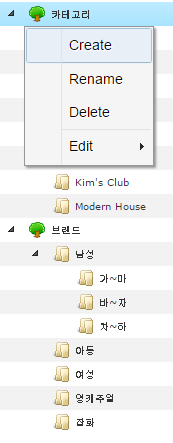 카테고리
Create
Rename
Delete
Edit
Kim's Club
Modern House
브랜드
남성
가~마
바~자
차~하
아동
여성
영캐주얼
잡화